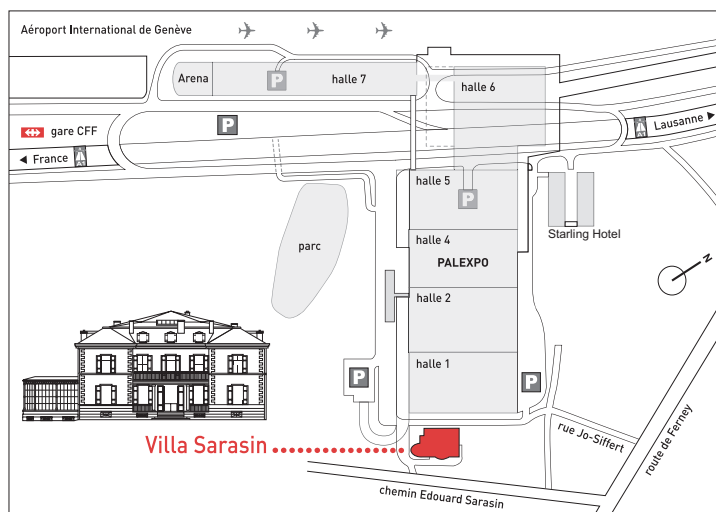 Aéroport International de Genève
Arena
P
halle 7
halle 6
P
gare CFF
Lausanne
France
halle 5
P
Starling Hotel
parc
halle 4
PALEXPO
N
halle 2
halle 1
P
P
Villa Sarasin
rue Jo-Siffert
route de Ferney
chemin Edouard Sarasin